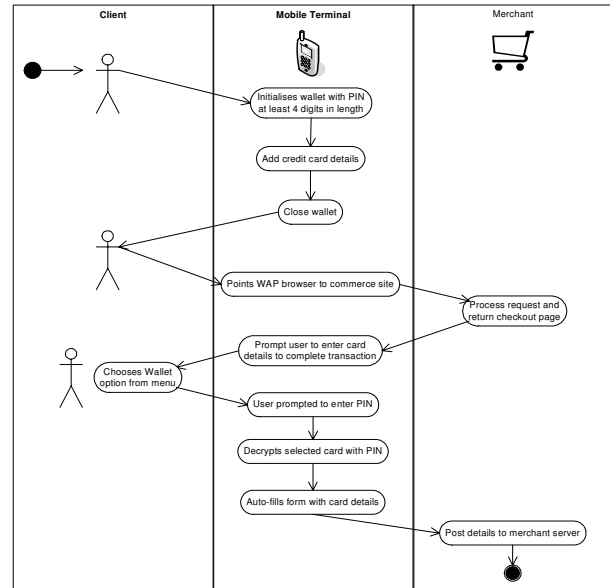 Client
Mobile Terminal
Merchant
Initialises wallet with PIN
at least 4 digits in length
Add credit card details
Close wallet
Points WAP browser to commerce site
Process request and
return checkout page
Prompt user to enter card
details to complete transaction
Chooses Wallet
option from menu
User prompted to enter PIN
Decrypts selected card with PIN
Auto-fills form with card details
Post details to merchant server